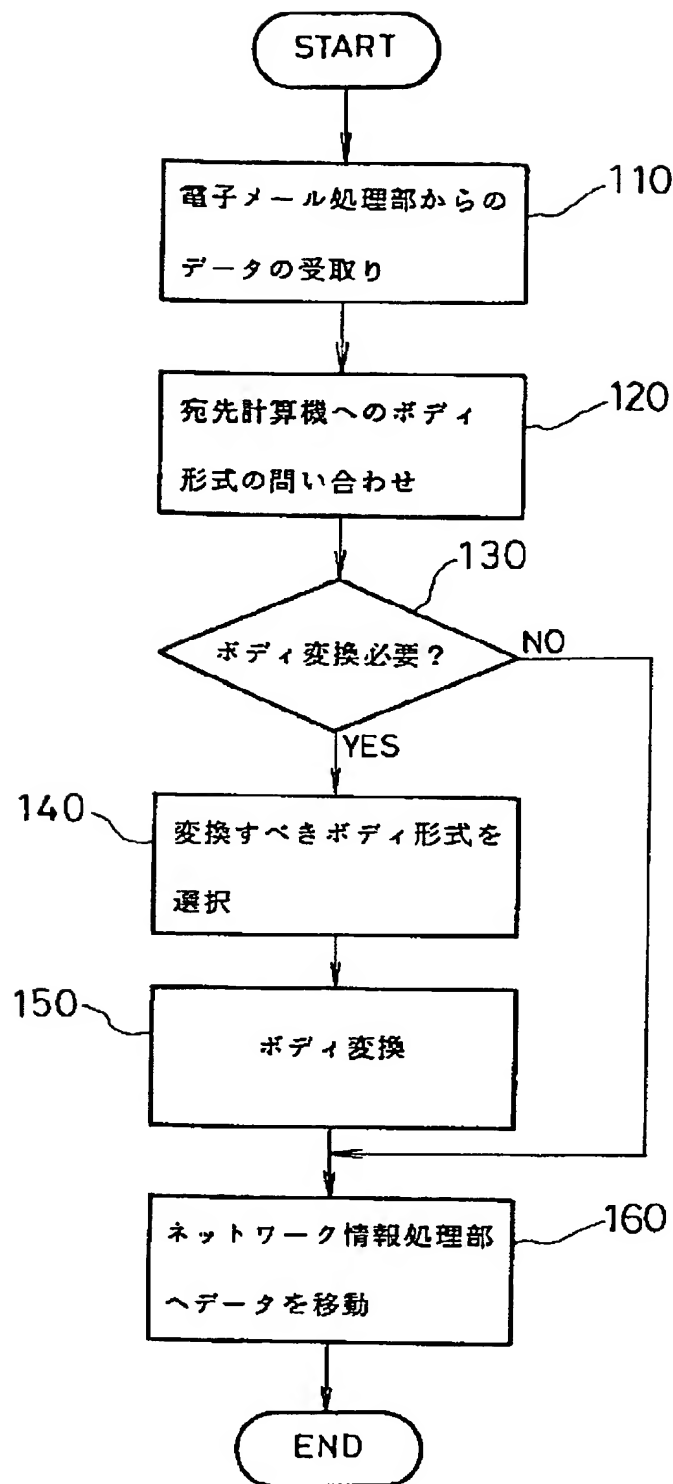 START
電子メール処理部からの
データの受取り
110
宛先計算機へのボディ
形式の問い合わせ
120
130
ボディ変換必要？
NO
YES
140
変換すべきボディ形式を
選択
150
ボディ変換
ネットワーク情報処理部
へデータを移動
160
END